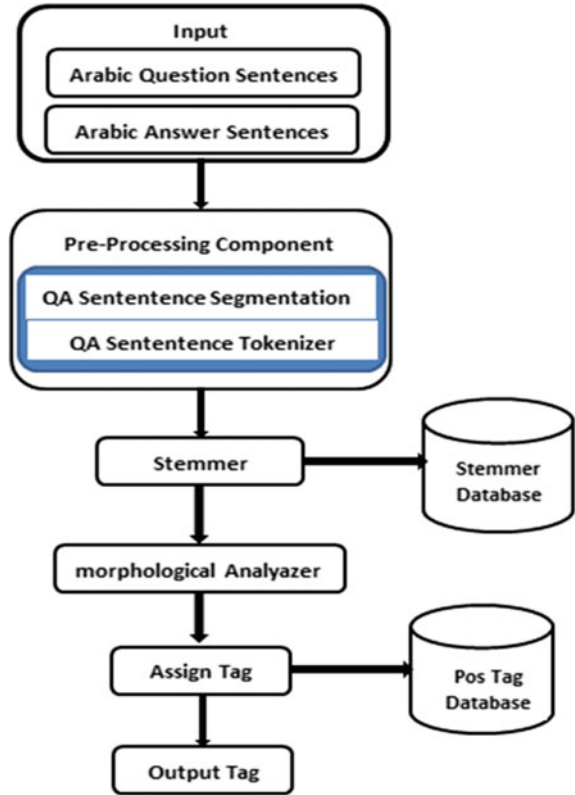 Input
Arabic Question Sentences
Arabic Answer Sentences
Pre-Processing Component
QA Sententence Segmentation
QA Sententence Tokenizer
Stemmer
Stemmer
Database
morphological Analyazer
Assign Tag
Pos Tag
Database
Output Tag